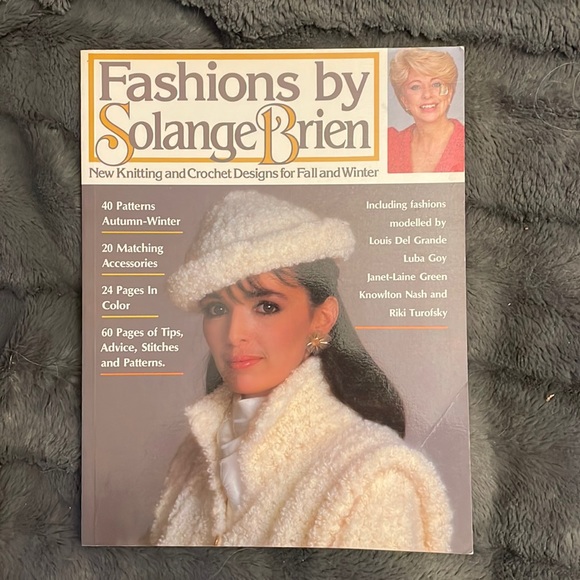 Fashions by
Solange Brien
New Knitting and Crochet Designs for Fall and Winter
40 Patterns
Autumn-Winter
20 Matching
Accessories
24 Pages In
Color
60 Pages of Tips,
Advice, Stitches
and Patterns.
Including fashions
modelled by
Louis Del Grande
Luba Goy
Janet-Laine Green
Knowlton Nash and
Riki Turofsky